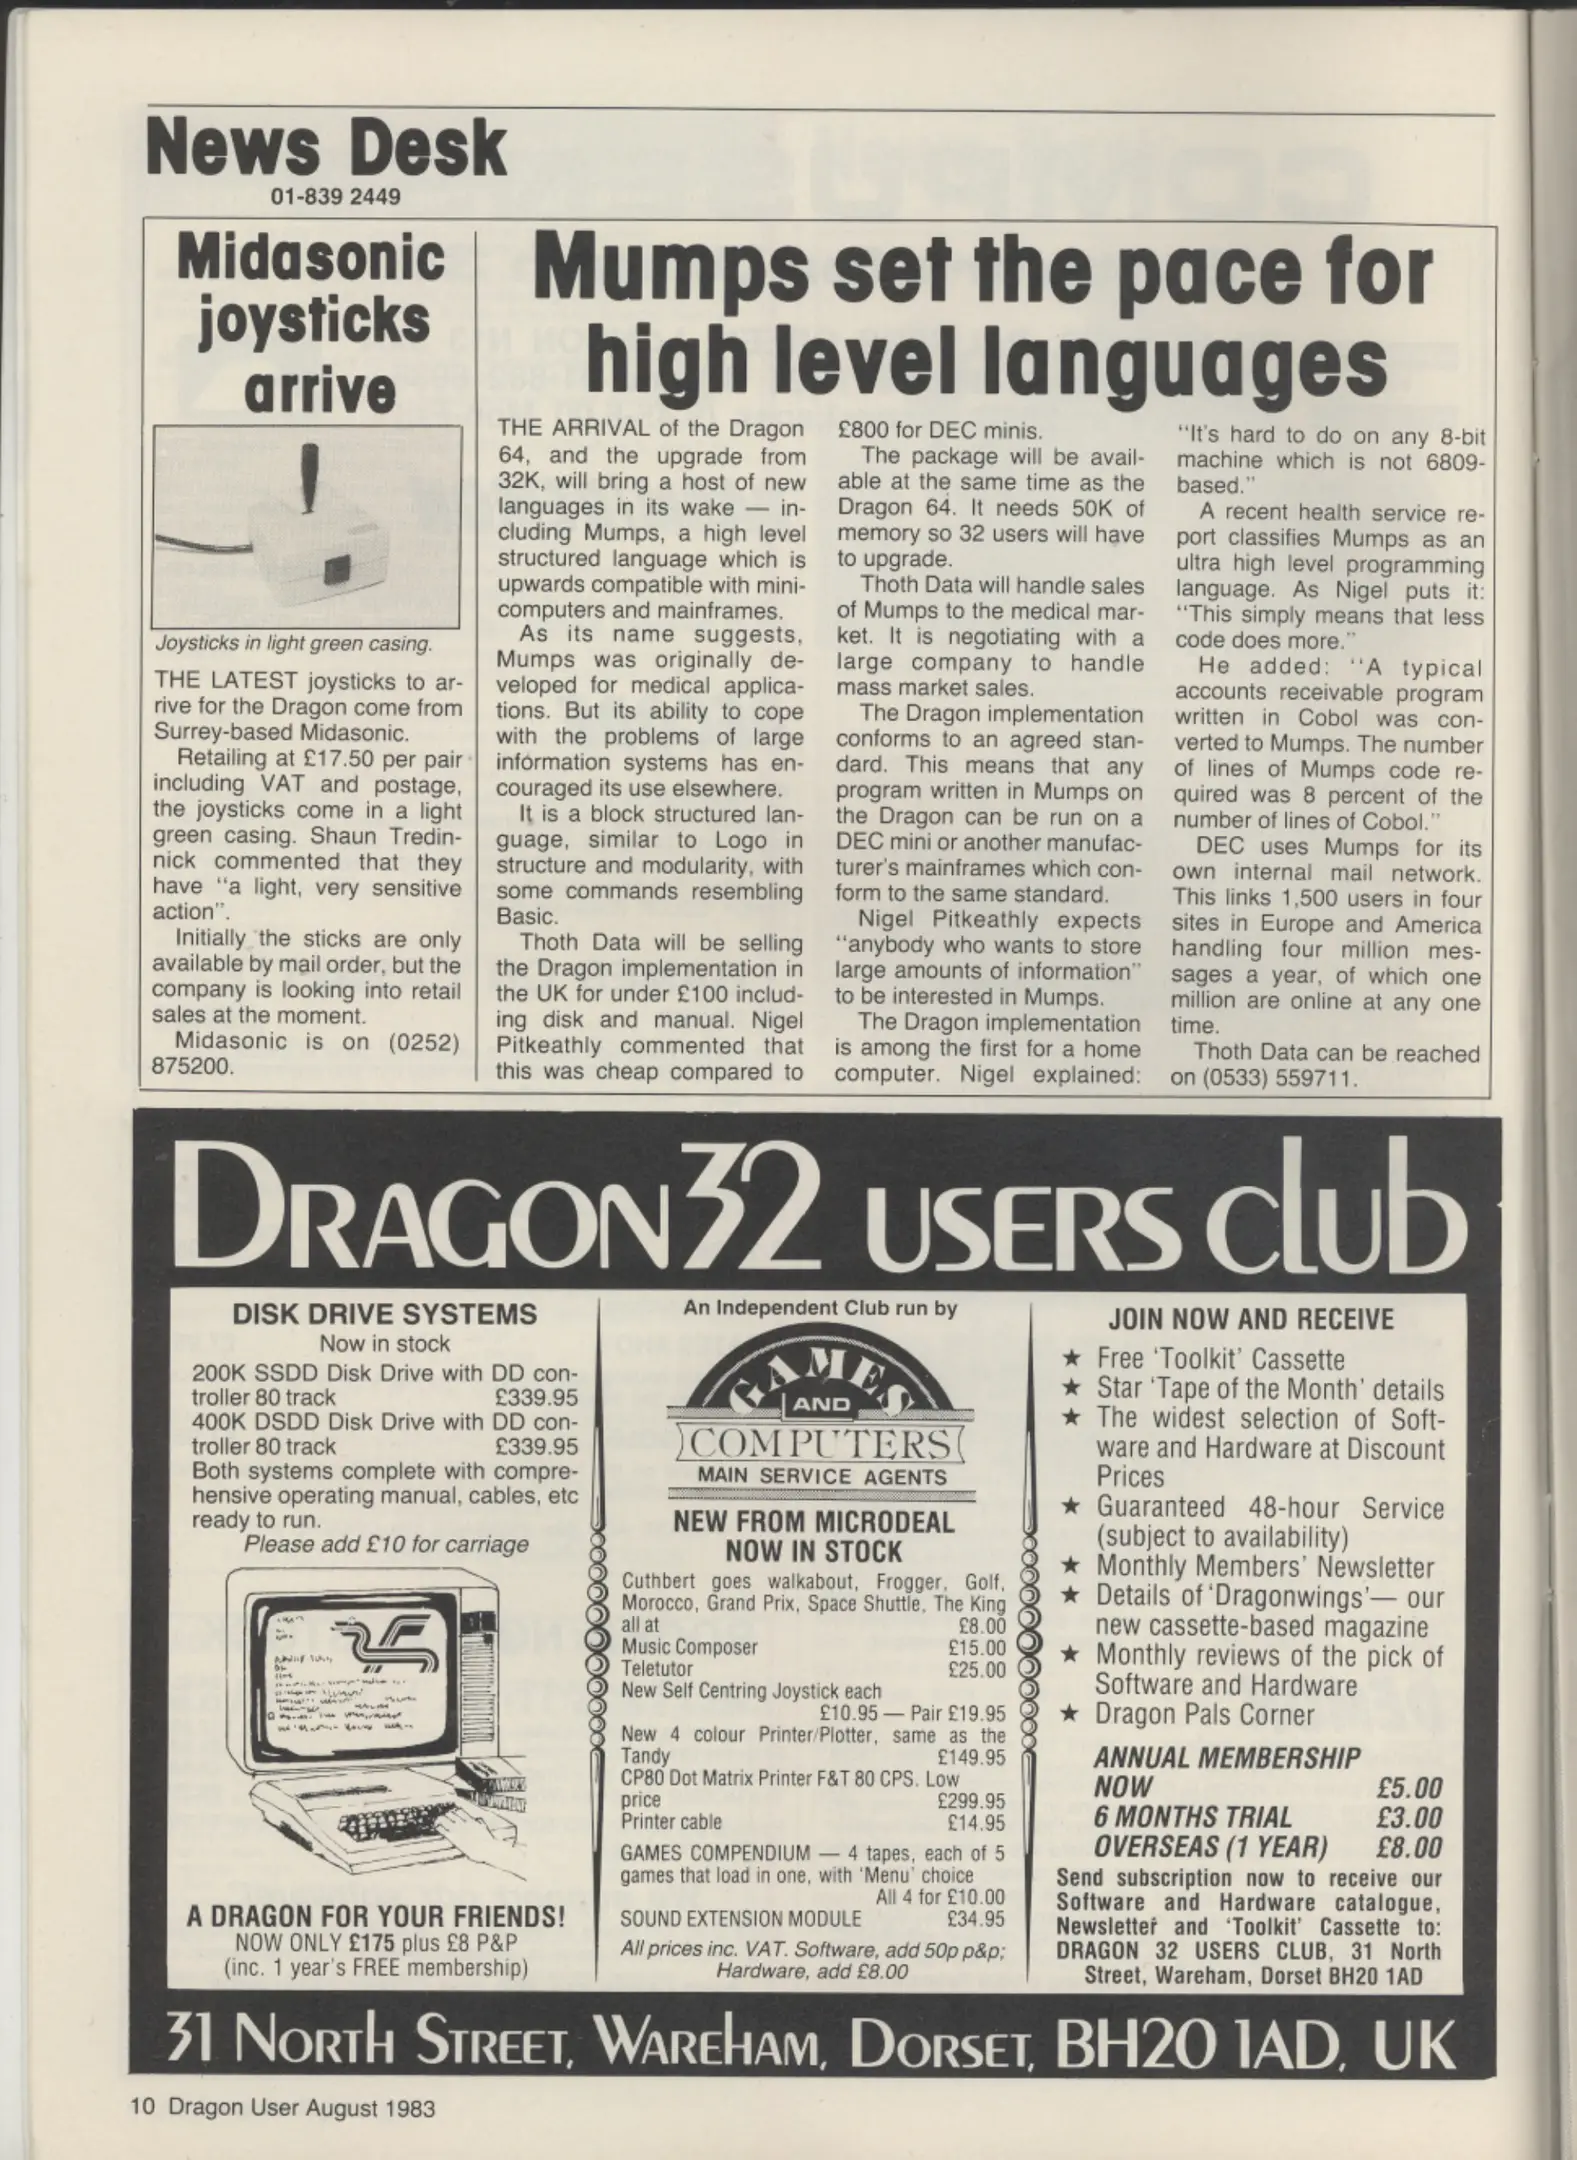 News Desk
01-839 2449
Midasonic
joysticks
arrive
Joysticks in light green casing.
THE LATEST joysticks to ar-
rive for the Dragon come from
Surrey-based Midasonic.
Retailing at £17.50 per pair
including VAT and postage,
the joysticks come in a light
green casing. Shaun Tredin-
nick commented that they
have "a light, very sensitive
action".
Initially the sticks are only
available by mail order, but the
company is looking into retail
sales at the moment.
Midasonic is on (0252)
875200.
Mumps set the pace for
high level languages
THE ARRIVAL of the Dragon
64, and the upgrade from
32K, will bring a host of new
languages in its wake — in-
cluding Mumps, a high level
structured language which is
upwards compatible with mini-
computers and mainframes.
As its name suggests,
Mumps was originally de-
veloped for medical applica-
tions. But its ability to cope
with the problems of large
information systems has en-
couraged its use elsewhere.
It is a block structured lan-
guage, similar to Logo in
structure and modularity, with
some commands resembling
Basic.
Thoth Data will be selling
the Dragon implementation in
the UK for under £100 includ-
ing disk and manual. Nigel
Pitkeathly commented that
this was cheap compared to
£800 for DEC minis.
The package will be avail-
able at the same time as the
Dragon 64. It needs 50K of
memory so 32 users will have
to upgrade.
Thoth Data will handle sales
of Mumps to the medical mar-
ket. It is negotiating with a
large company to handle
mass market sales.
The Dragon implementation
conforms to an agreed stan-
dard. This means that any
program written in Mumps on
the Dragon can be run on a
DEC mini or another manufac-
turer's mainframes which con-
form to the same standard.
Nigel Pitkeathly expects
"anybody who wants to store
large amounts of information"
to be interested in Mumps.
The Dragon implementation
is among the first for a home
computer. Nigel explained:
"It's hard to do on any 8-bit
machine which is not 6809-
based."
A recent health service re-
port classifies Mumps as an
ultra high level programming
language. As Nigel puts it:
"This simply means that less
code does more."
He added: "A typical
accounts receivable program
written in Cobol was con-
verted to Mumps. The number
of lines of Mumps code re-
quired was 8 percent of the
number of lines of Cobol."
DEC uses Mumps for its
own internal mail network.
This links 1,500 users in four
sites in Europe and America
handling four million mes-
sages a year, of which one
million are online at any one
time.
Thoth Data can be reached
on (0533) 559711.
DRAGON 32 USERS club
DISK DRIVE SYSTEMS
Now in stock
200K SSDD Disk Drive with DD con-
troller 80 track £339.95
400K DSDD Disk Drive with DD con-
troller 80 track £339.95
Both systems complete with compre-
hensive operating manual, cables, etc
ready to run.
Please add £10 for carriage
A DRAGON FOR YOUR FRIENDS!
NOW ONLY £175 plus £8 P&P
(inc. 1 year's FREE membership)
An Independent Club run by
GAMES
AND
COMPUTERS
MAIN SERVICE AGENTS
NEW FROM MICRODEAL
NOW IN STOCK
Cuthbert goes walkabout, Frogger, Golf,
Morocco, Grand Prix, Space Shuttle, The King
all at £8.00
Music Composer £15.00
Teletutor £25.00
New Self Centring Joystick each
£10.95 — Pair £19.95
New 4 colour Printer/Plotter, same as the
Tandy £149.95
CP80 Dot Matrix Printer F&T 80 CPS. Low
price £299.95
Printer cable £14.95
GAMES COMPENDIUM — 4 tapes, each of 5
games that load in one, with 'Menu' choice
All 4 for £10.00
SOUND EXTENSION MODULE £34.95
All prices inc. VAT. Software, add 50p p&p;
Hardware, add £8.00
JOIN NOW AND RECEIVE
★ Free 'Toolkit' Cassette
★ Star 'Tape of the Month' details
★ The widest selection of Soft-
ware and Hardware at Discount
Prices
★ Guaranteed 48-hour Service
(subject to availability)
★ Monthly Members' Newsletter
★ Details of 'Dragonwings'— our
new cassette-based magazine
★ Monthly reviews of the pick of
Software and Hardware
★ Dragon Pals Corner
ANNUAL MEMBERSHIP
NOW £5.00
6 MONTHS TRIAL £3.00
OVERSEAS (1 YEAR) £8.00
Send subscription now to receive our
Software and Hardware catalogue,
Newsletter and 'Toolkit' Cassette to:
DRAGON 32 USERS CLUB, 31 North
Street, Wareham, Dorset BH20 1AD
31 NORTH STREET, WAREHAM, DORSET, BH20 1AD, UK
10 Dragon User August 1983